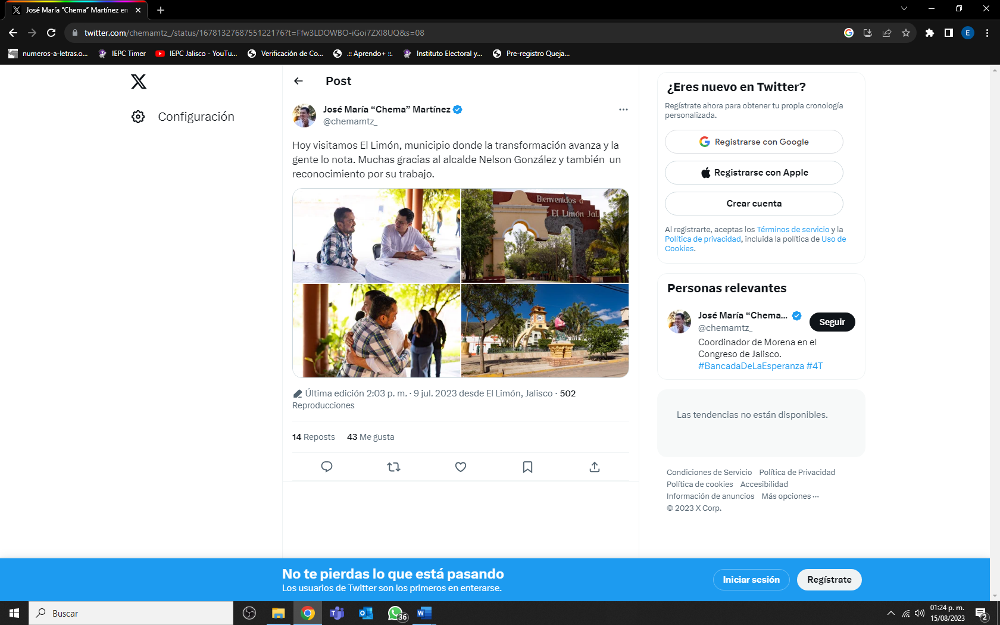 José María “Chema” Martínez en
twitter.com/chemamtz_/status/1678132768755122176?t=Ffw3LDOWBO-iGoi7ZXI8UQ&s=08
E
numeros-a-letras.o...
IEPC Timer
IEPC Jalisco - YouTu...
Verificación de Co...
.:: Aprendo+ ::.
Instituto Electoral y...
Pre-registro Queja...
Configuración
Post
José María “Chema” Martínez
@chemamtz_
Hoy visitamos El Limón, municipio donde la transformación avanza y la
gente lo nota. Muchas gracias al alcalde Nelson González y también un
reconocimiento por su trabajo.
Bienvenidos a
El Limón Jal.
Última edición 2:03 p. m. · 9 jul. 2023 desde El Limón, Jalisco · 502
Reproducciones
14 Reposts 43 Me gusta
¿Eres nuevo en Twitter?
Regístrate ahora para obtener tu propia cronología
personalizada.
Registrarse con Google
Registrarse con Apple
Crear cuenta
Al registrarte, aceptas los Términos de servicio y la
Política de privacidad, incluida la política de Uso de
Cookies.
Personas relevantes
José María “Chema...
@chemamtz_
Seguir
Coordinador de Morena en el
Congreso de Jalisco.
#BancadaDeLaEsperanza #4T
Las tendencias no están disponibles.
Condiciones de Servicio Política de Privacidad
Política de cookies Accesibilidad
Información de anuncios Más opciones ···
© 2023 X Corp.
No te pierdas lo que está pasando
Los usuarios de Twitter son los primeros en enterarse.
Iniciar sesión
Regístrate
Buscar
36
01:24 p. m.
15/08/2023
2